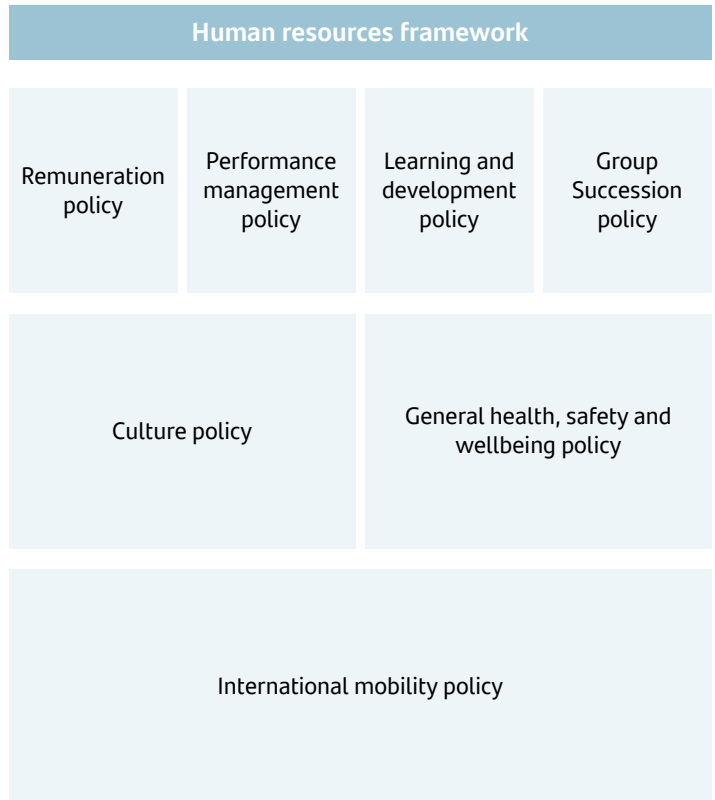 Human resources framework
Remuneration
policy
Performance
management
policy
Learning and
development
policy
Group
Succession
policy
Culture policy
General health, safety and
wellbeing policy
International mobility policy